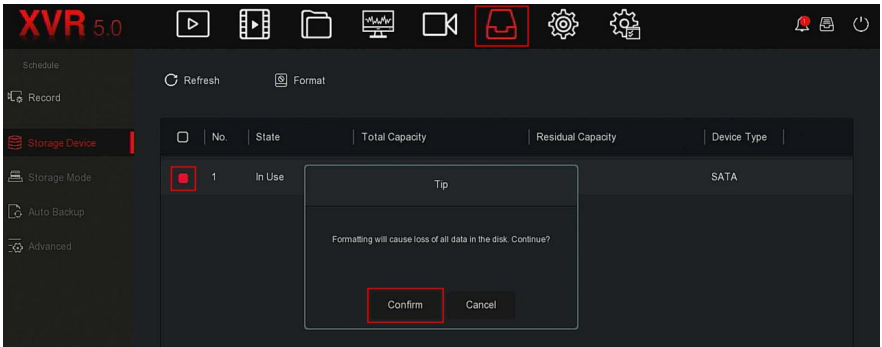 XVR 5.0
Schedule
Refresh
Format
Record
No.
State
Total Capacity
Residual Capacity
Device Type
Storage Device
1
In Use
SATA
Storage Mode
Tip
Auto Backup
Formatting will cause loss of all data in the disk. Continue?
Advanced
Confirm
Cancel